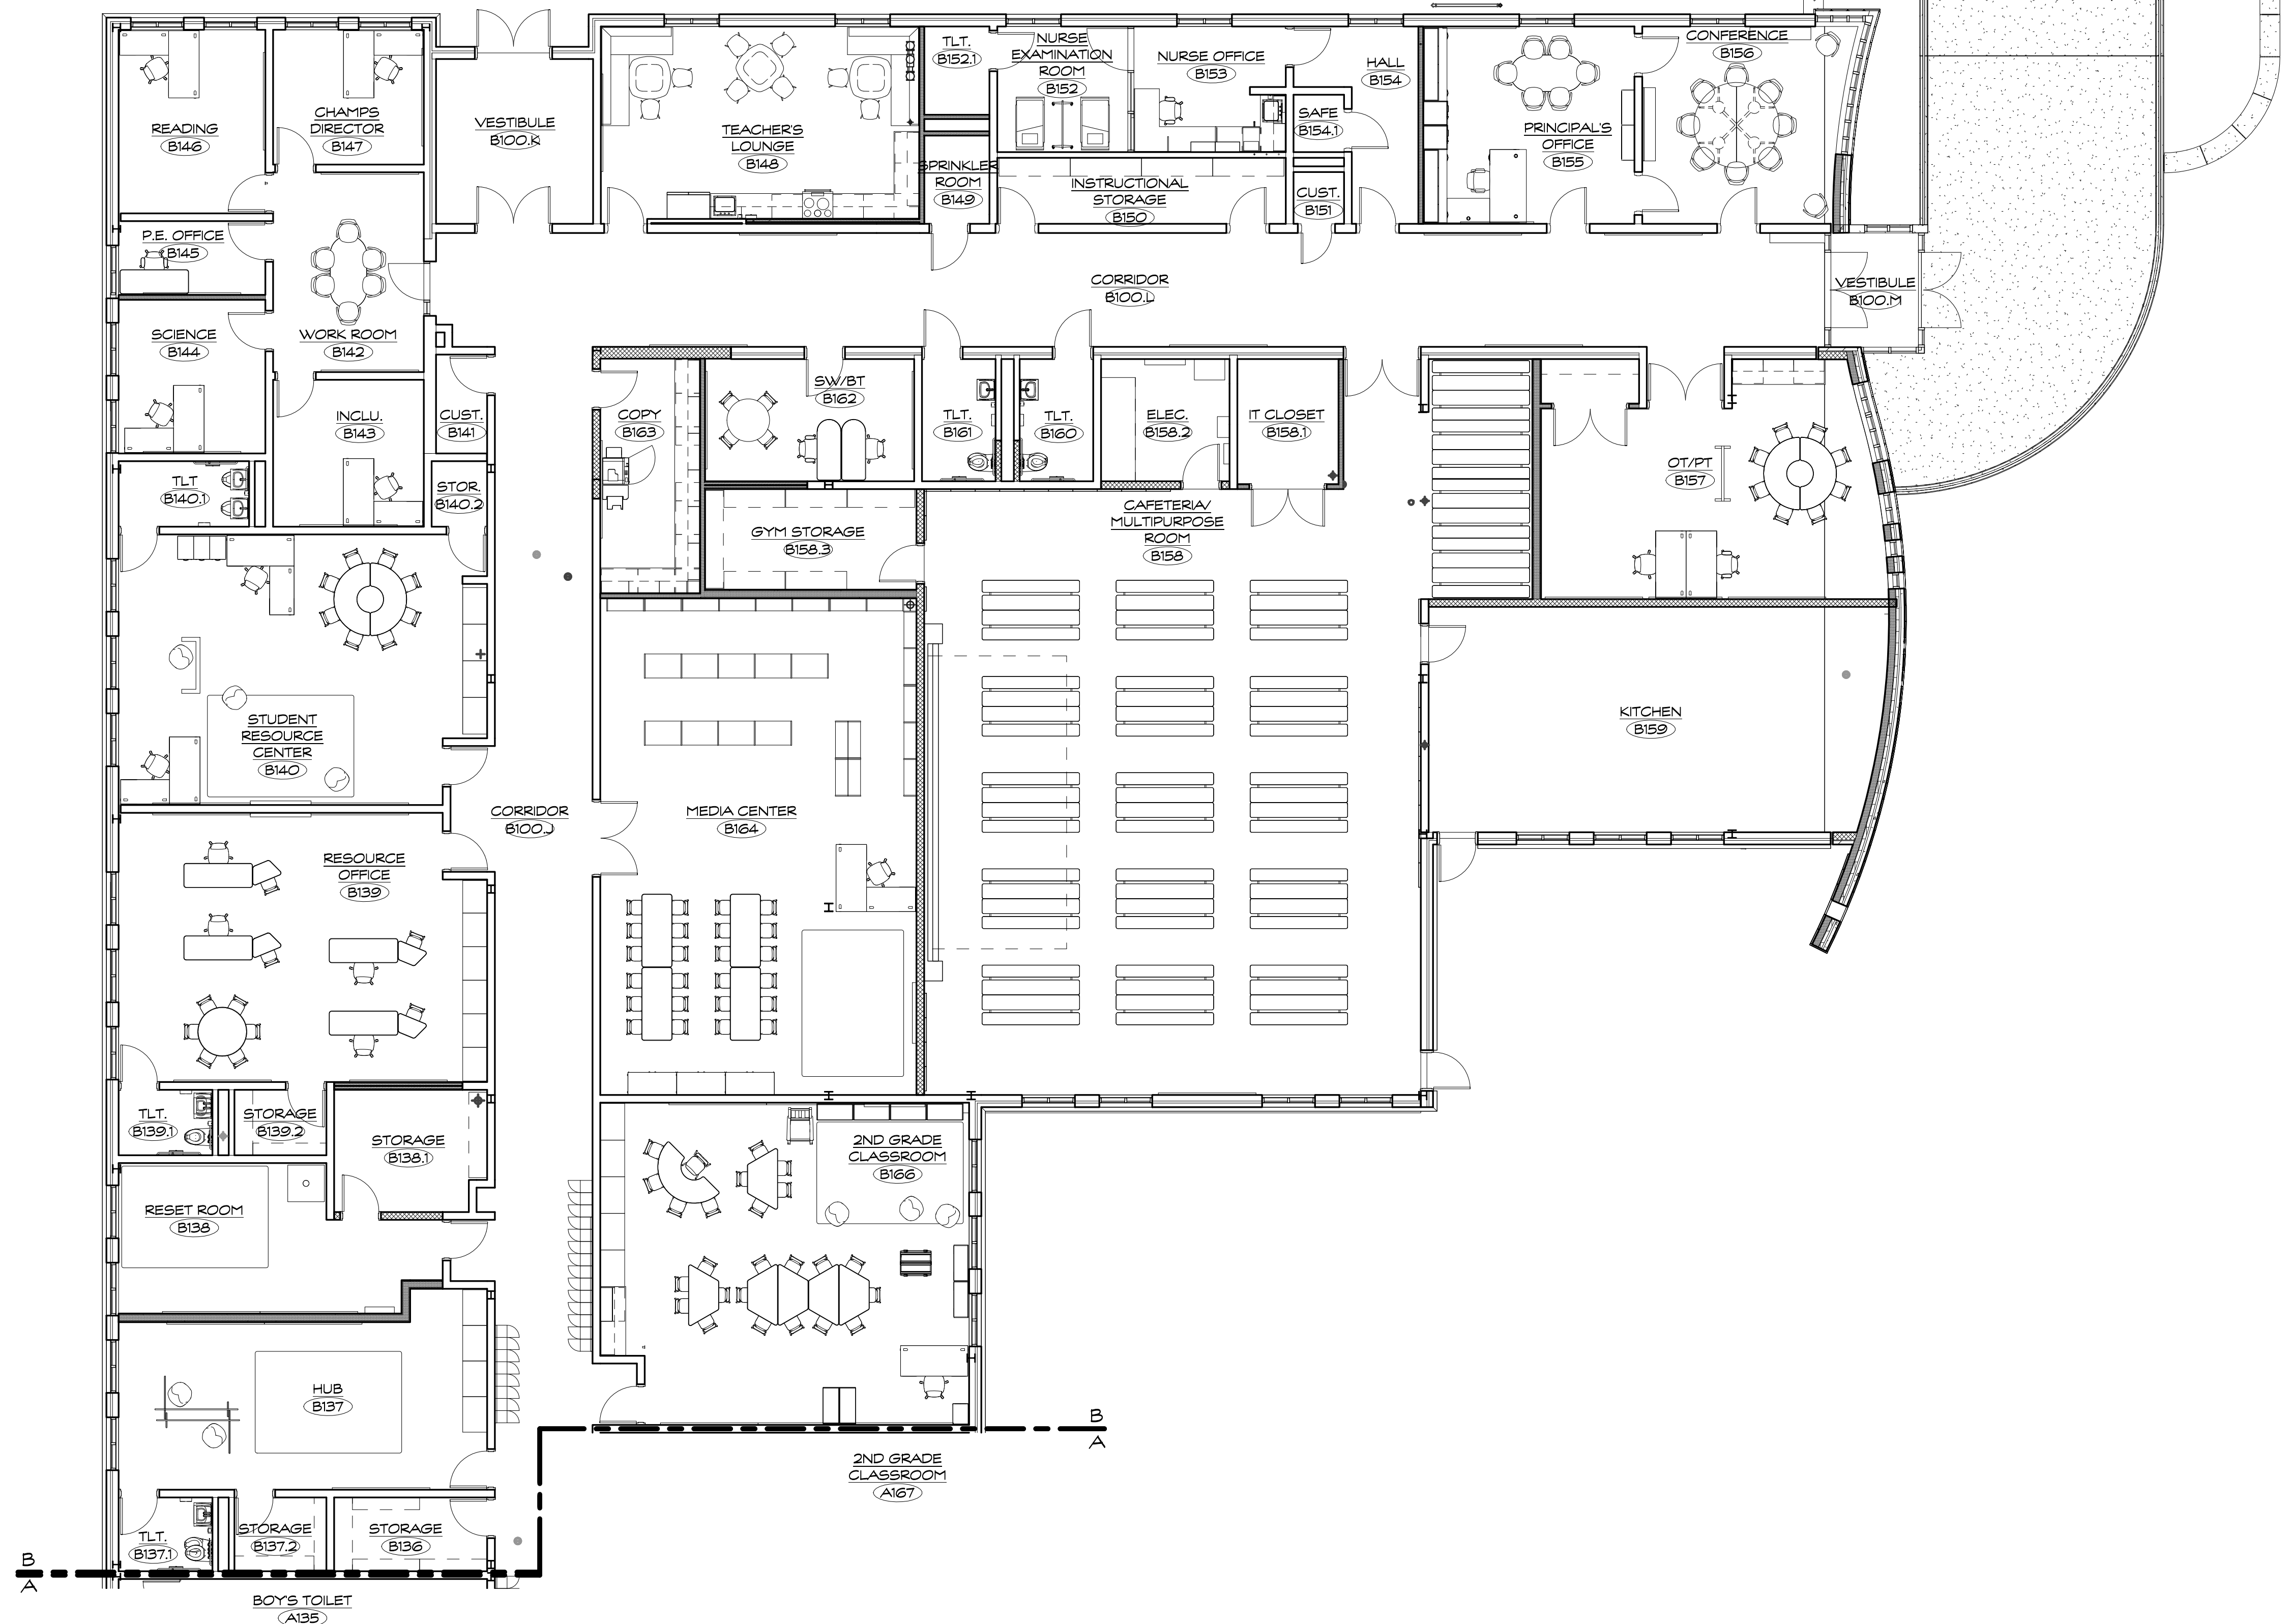 TLT.
B152.1
NURSE
EXAMINATION
ROOM
B152
NURSE OFFICE
B153
HALL
B154
CONFERENCE
B156
READING
B146
CHAMPS
DIRECTOR
B147
VESTIBULE
B100.K
TEACHER'S
LOUNGE
B148
SAFE
B154.1
PRINCIPAL'S
OFFICE
B155
SPRINKLER
ROOM
B149
INSTRUCTIONAL
STORAGE
B150
CUST.
B151
P.E. OFFICE
B145
CORRIDOR
B100.L
VESTIBULE
B100.M
SCIENCE
B144
WORK ROOM
B142
INCLU.
B143
CUST.
B141
COPY
B163
SW/BT
B162
TLT.
B161
TLT.
B160
ELEC.
B158.2
IT CLOSET
B158.1
OT/PT
B157
TLT
B140.1
STOR.
B140.2
GYM STORAGE
B158.3
CAFETERIA/
MULTIPURPOSE
ROOM
B158
STUDENT
RESOURCE
CENTER
B140
KITCHEN
B159
CORRIDOR
B100.J
MEDIA CENTER
B164
RESOURCE
OFFICE
B139
TLT.
B139.1
STORAGE
B139.2
STORAGE
B138.1
2ND GRADE
CLASSROOM
B166
RESET ROOM
B138
HUB
B137
B
A
2ND GRADE
CLASSROOM
A167
TLT.
B137.1
STORAGE
B137.2
STORAGE
B136
B
A
BOY'S TOILET
A135